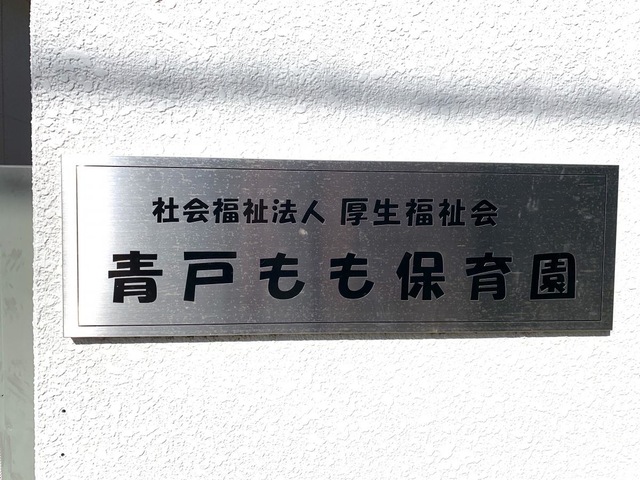 社会福祉法人 厚生福祉会
青戸もも保育園